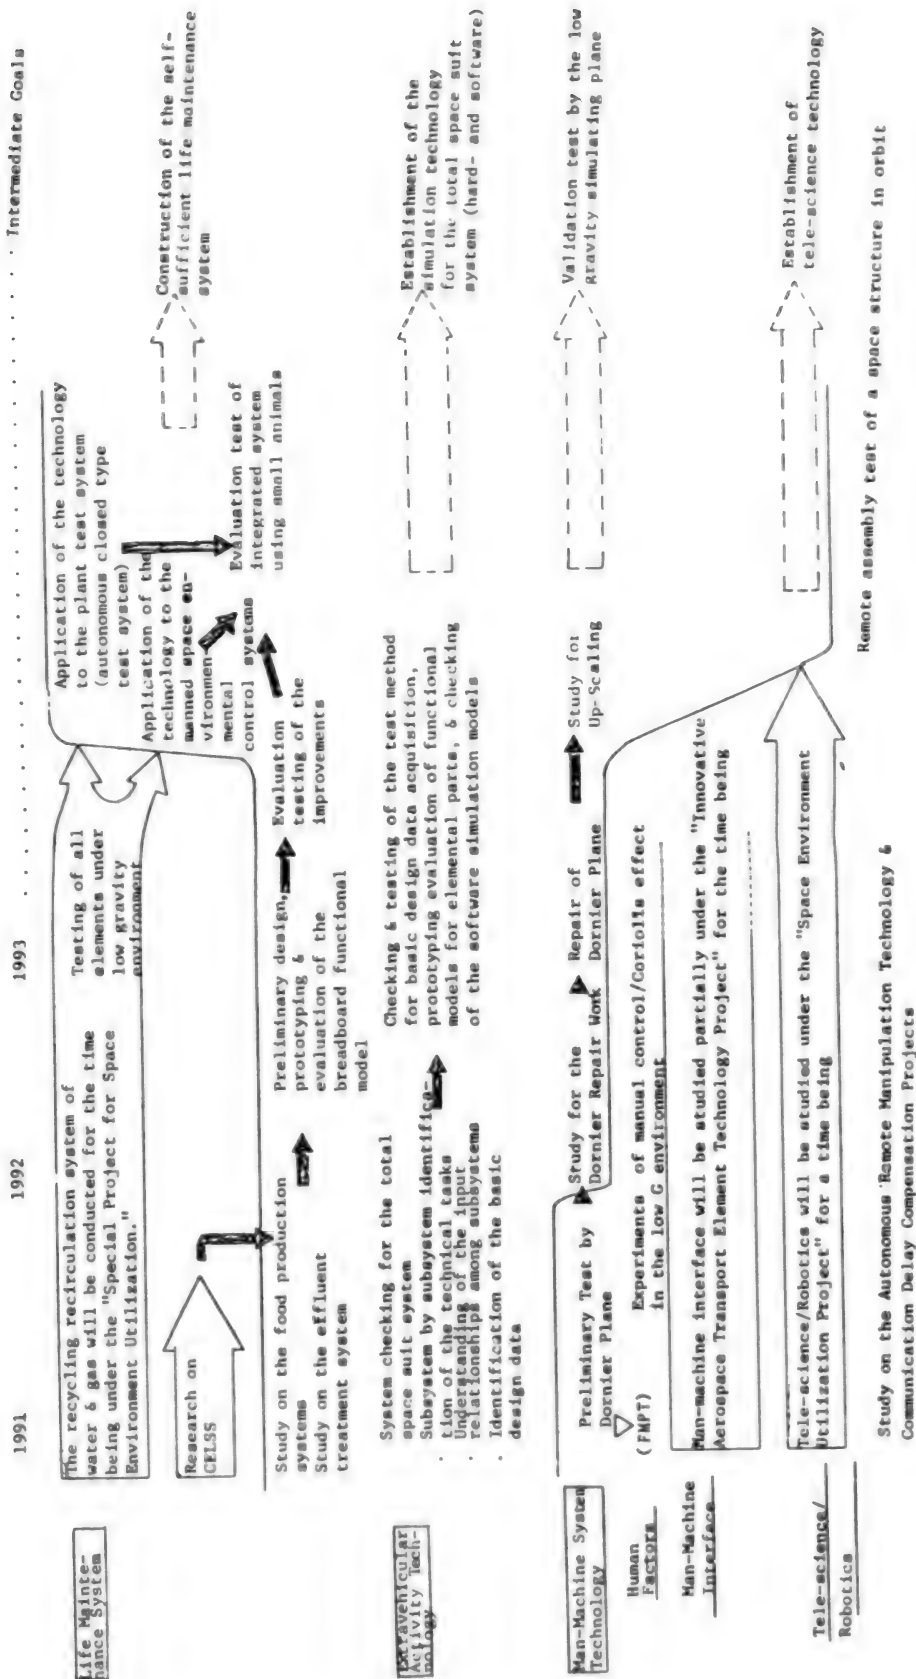 1991 1992 1993 . . . . . . . . . . . . Intermediate Goals
Life Mainte-
nance System
The recycling recirculation system of
water & gas will be conducted for the time
being under the "Special Project for Space
Environment Utilization."
Testing of all
elements under
low gravity
environment
Application of the technology
to the plant test system
(autonomous closed type
test system)
Application of the
technology to the
manned space en-
vironmen-
mental
control systems
Construction of the self-
sufficient life maintenance
system
Research on
CELSS
Study on the food production
systems
Study on the effluent
treatment system
Preliminary design,
prototyping &
evaluation of the
breadboard functional
model
Evaluation
testing of the
improvements
Evaluation test of
integrated system
using small animals
Extravehicular
Activity Tech-
nology
System checking for the total
space suit system
. Subsystem by subsystem identifica-
tion of the technical tasks
. Understanding of the input
relationships among subsystems
. Identification of the basic
design data
Checking & testing of the test method
for basic design data acquisition,
prototyping evaluation of functional
models for elemental parts, & checking
of the software simulation models
Establishment of the
simulation technology
for the total space suit
system (hard- and software)
Man-Machine System
Technology
Preliminary Test by
Dornier Plane
Study for the
Dornier Repair Work
Repair of
Dornier Plane
Study for
Up-Scaling
Validation test by the low
gravity simulating plane
Human
Factors
(FMPT)
Experiments of manual control/Coriolis effect
in the low G environment
Man-Machine
Interface
Man-machine interface will be studied partially under the "Innovative
Aerospace Transport Element Technology Project" for the time being
Tele-science/
Robotics
Tele-science/Robotics will be studied under the "Space Environment
Utilization Project" for a time being
Establishment of
tele-science technology
Study on the Autonomous Remote Manipulation Technology &
Communication Delay Compensation Projects
Remote assembly test of a space structure in orbit